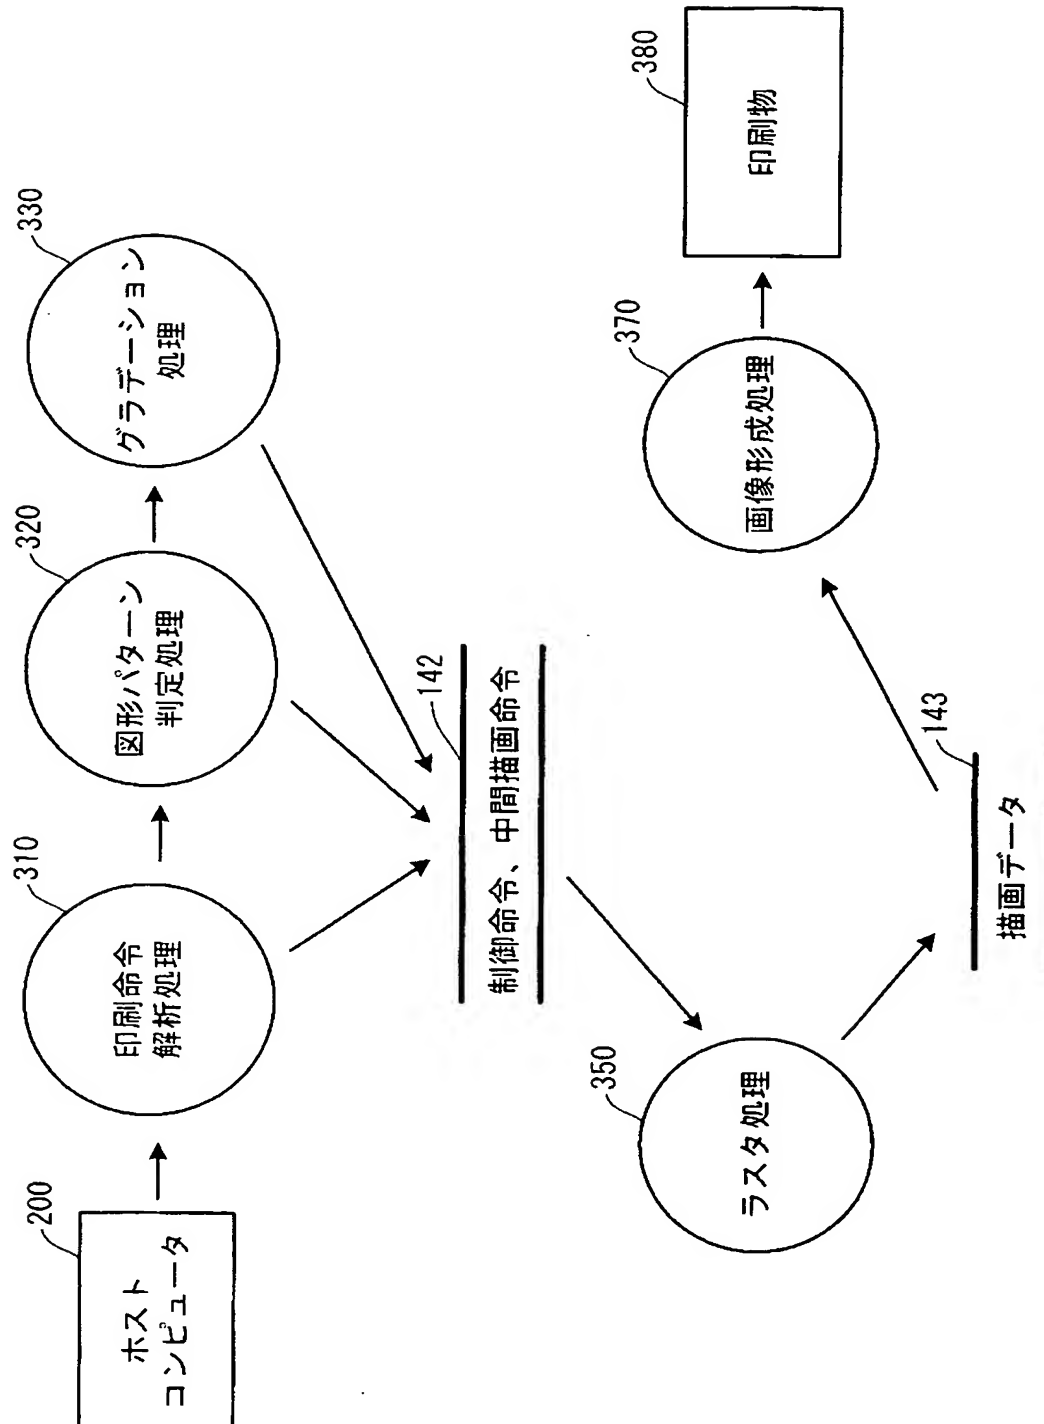 200
ホスト
コンピュータ
310
印刷命令
解析処理
320
図形パターン
判定処理
330
グラデーション
処理
142
制御命令、中間描画命令
350
ラスタ処理
143
描画データ
370
画像形成処理
380
印刷物